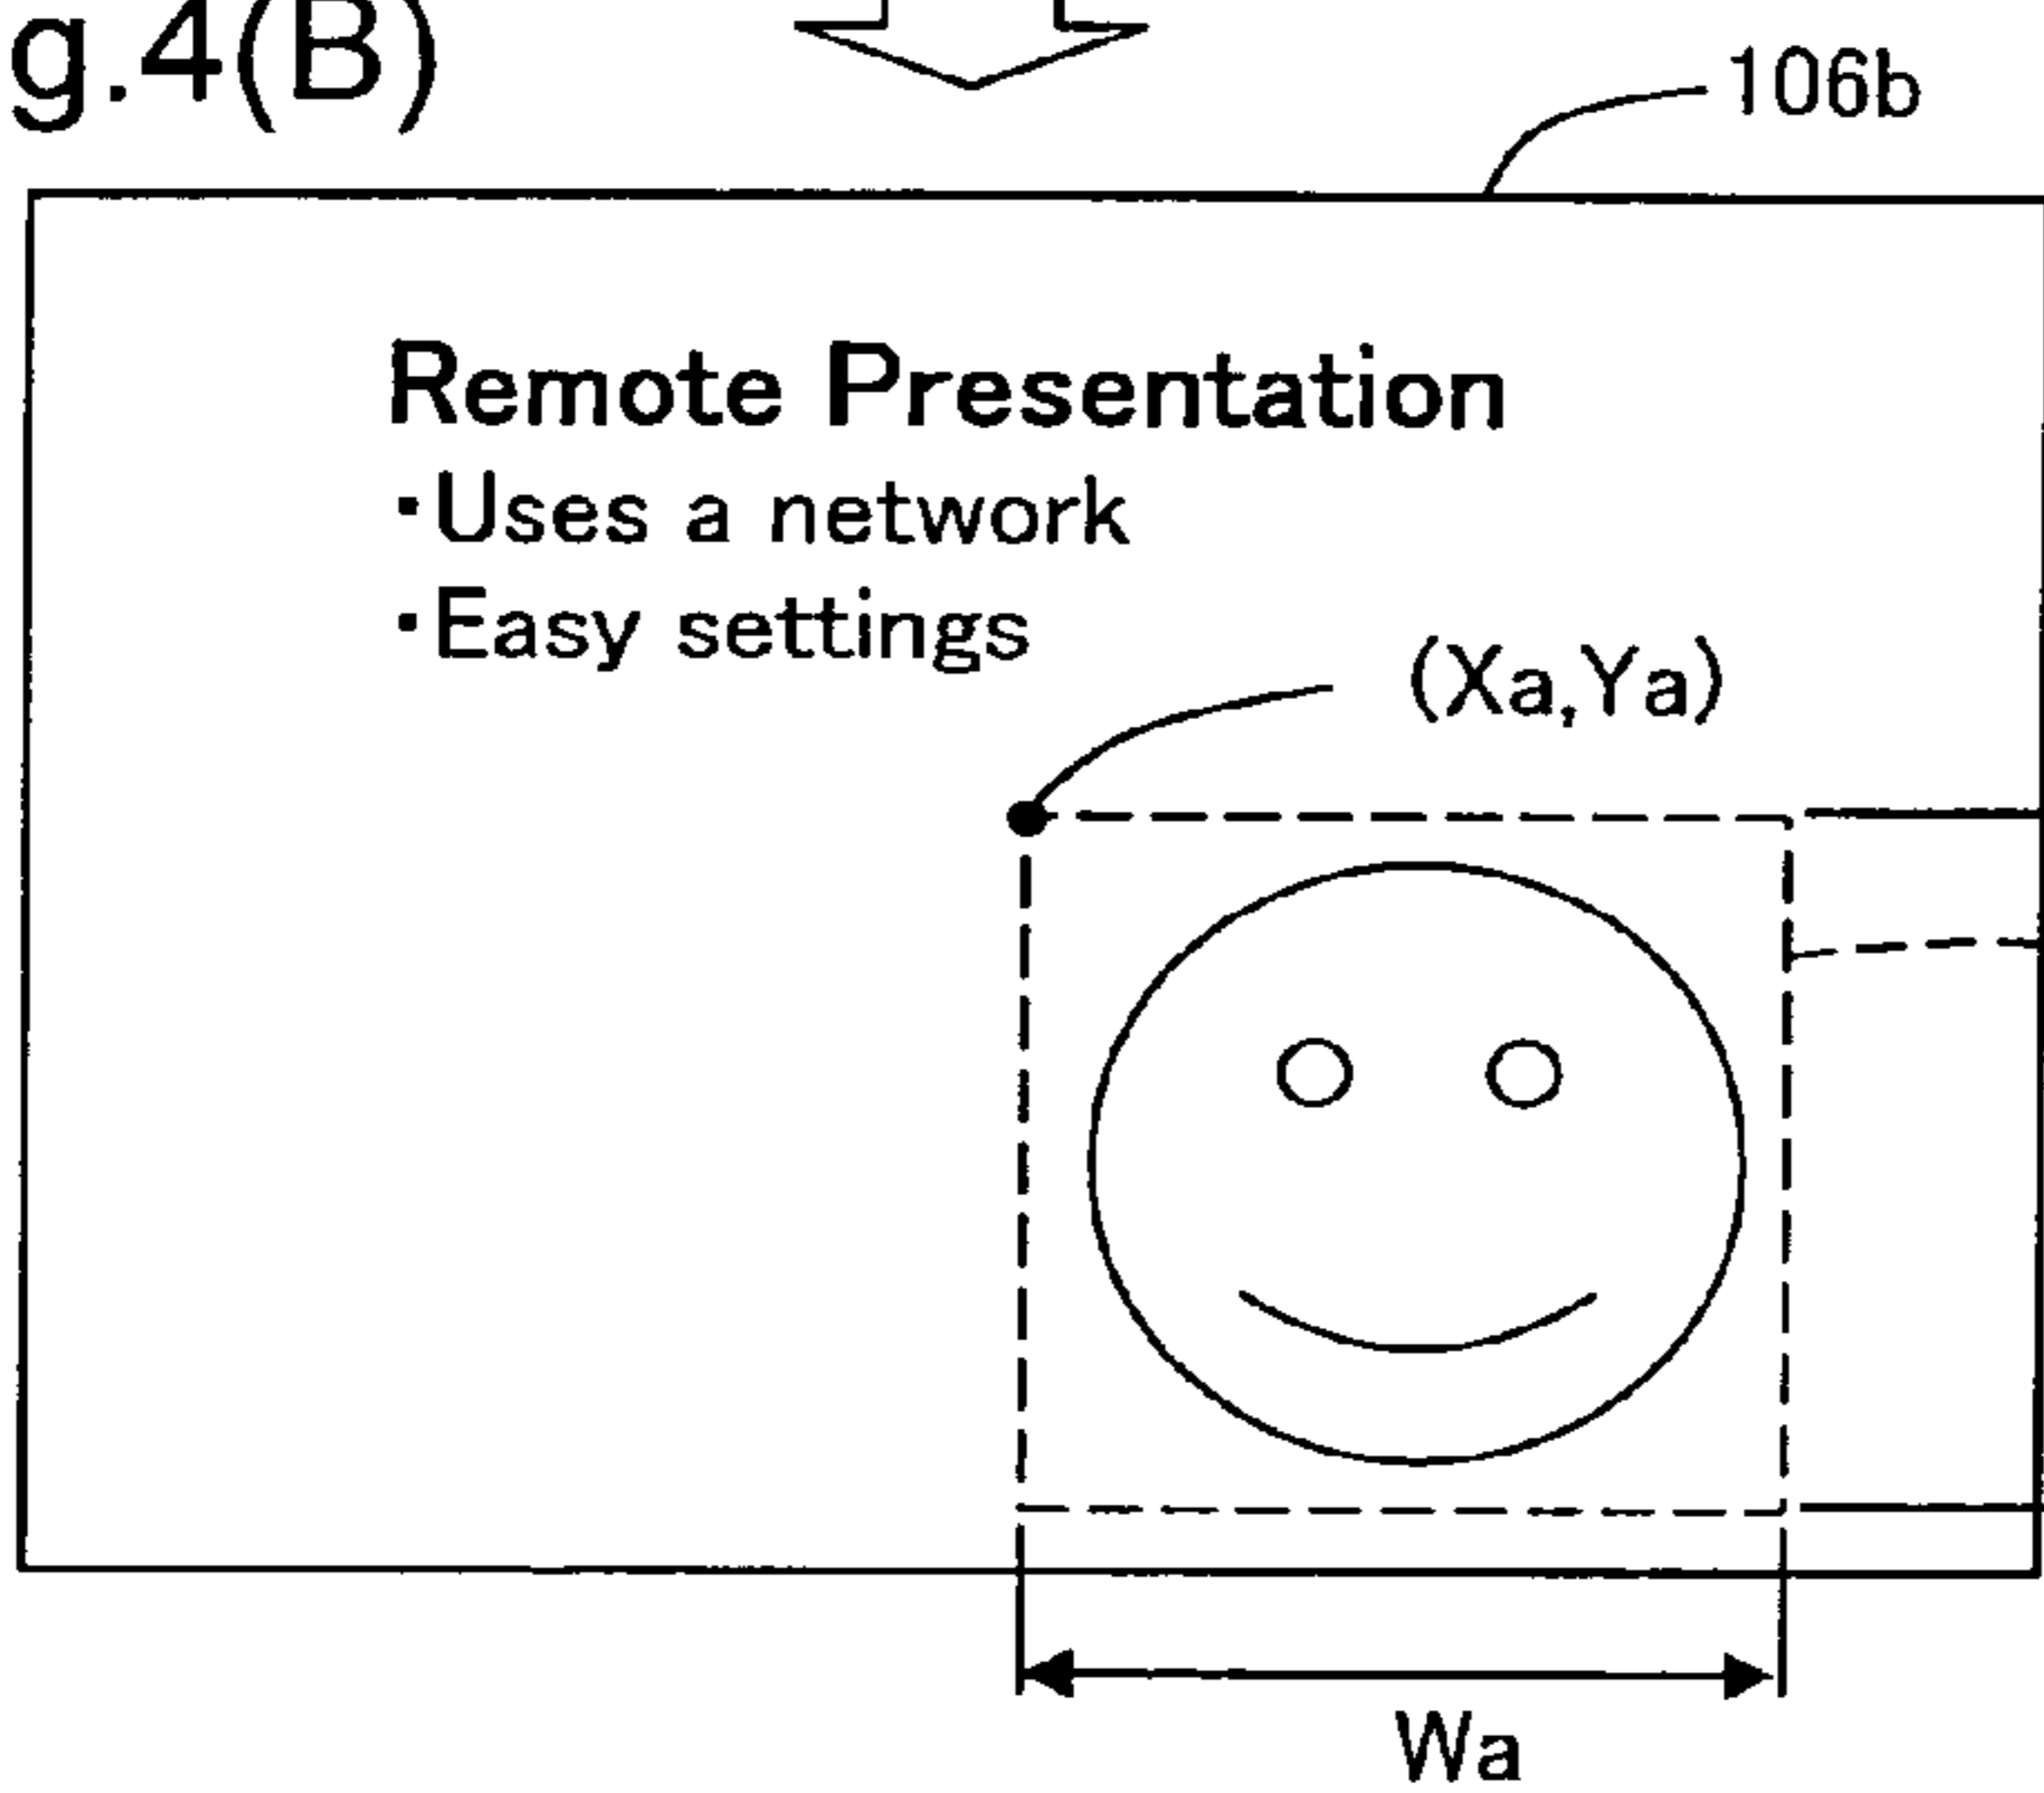 g.4(B)
106b
Remote Presentation
・Uses a network
・Easy settings
(Xa,Ya)
Wa